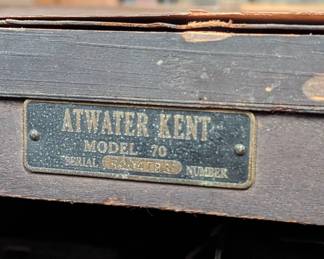 ATWATER KENT
MODEL 70
SERIAL NUMBER